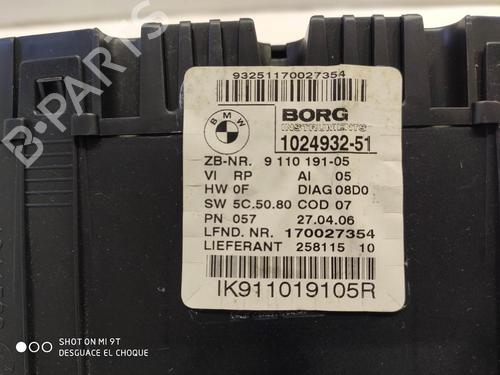 93251170027354
BMW
BORG
INSTRUMENTS
1024932-51
ZB-NR. 9 110 191-05
VI RP AI 05
HW 0F DIAG 08D0
SW 5C.50.80 COD 07
PN 057 27.04.06
LFND. NR. 170027354
LIEFERANT 258115 10
IK911019105R
B-PARTS
SHOT ON MI 9T
DESGUACE EL CHOQUE